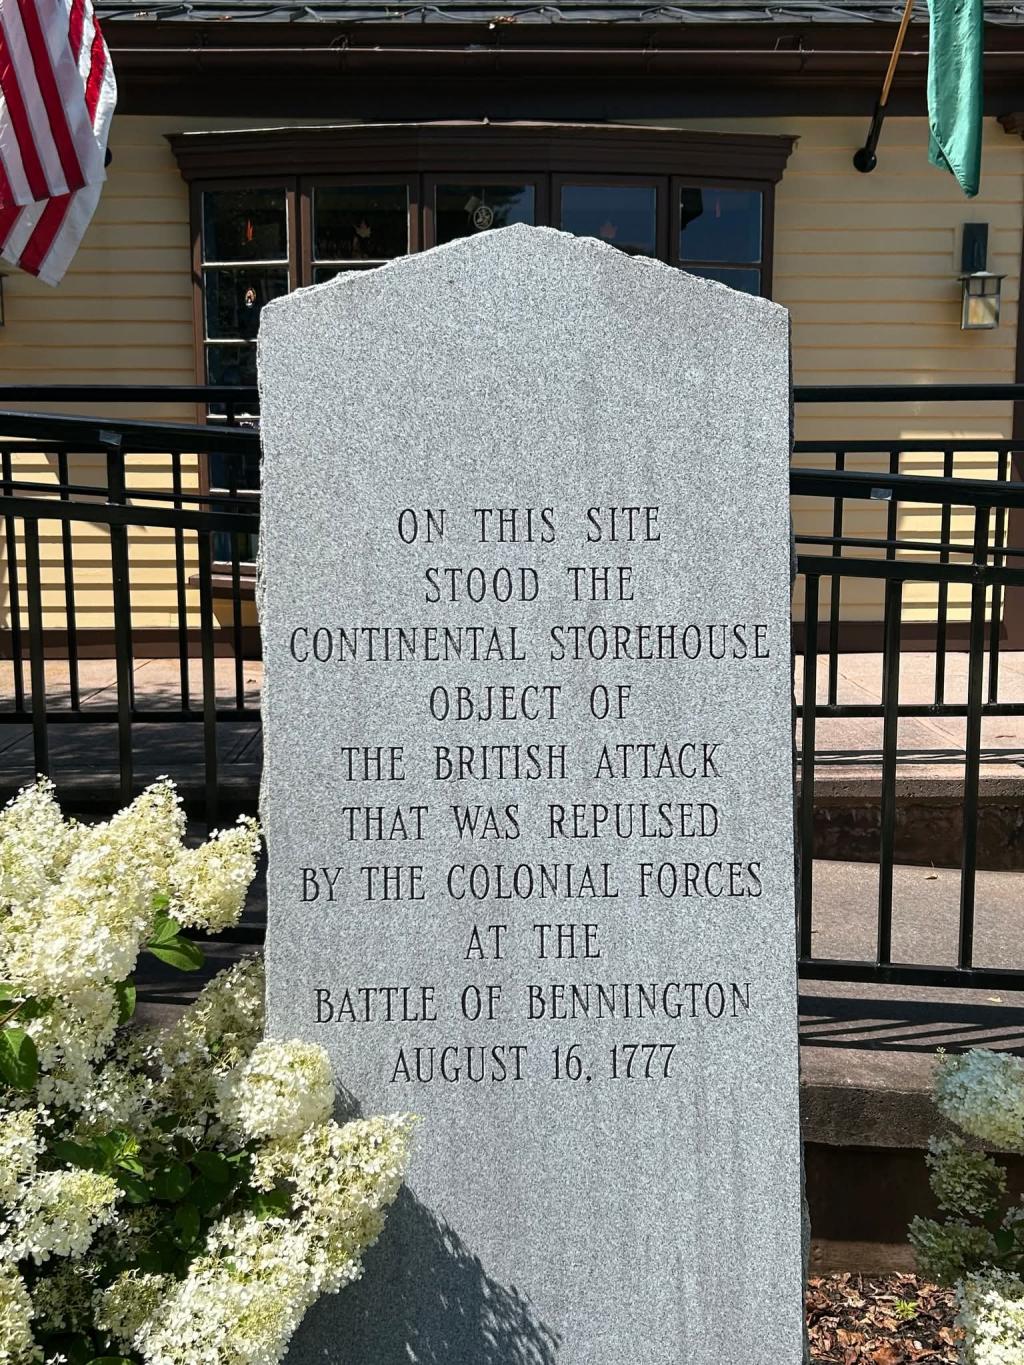 ON THIS SITE
STOOD THE
CONTINENTAL STOREHOUSE
OBJECT OF
THE BRITISH ATTACK
THAT WAS REPULSED
BY THE COLONIAL FORCES
AT THE
BATTLE OF BENNINGTON
AUGUST 16, 1777